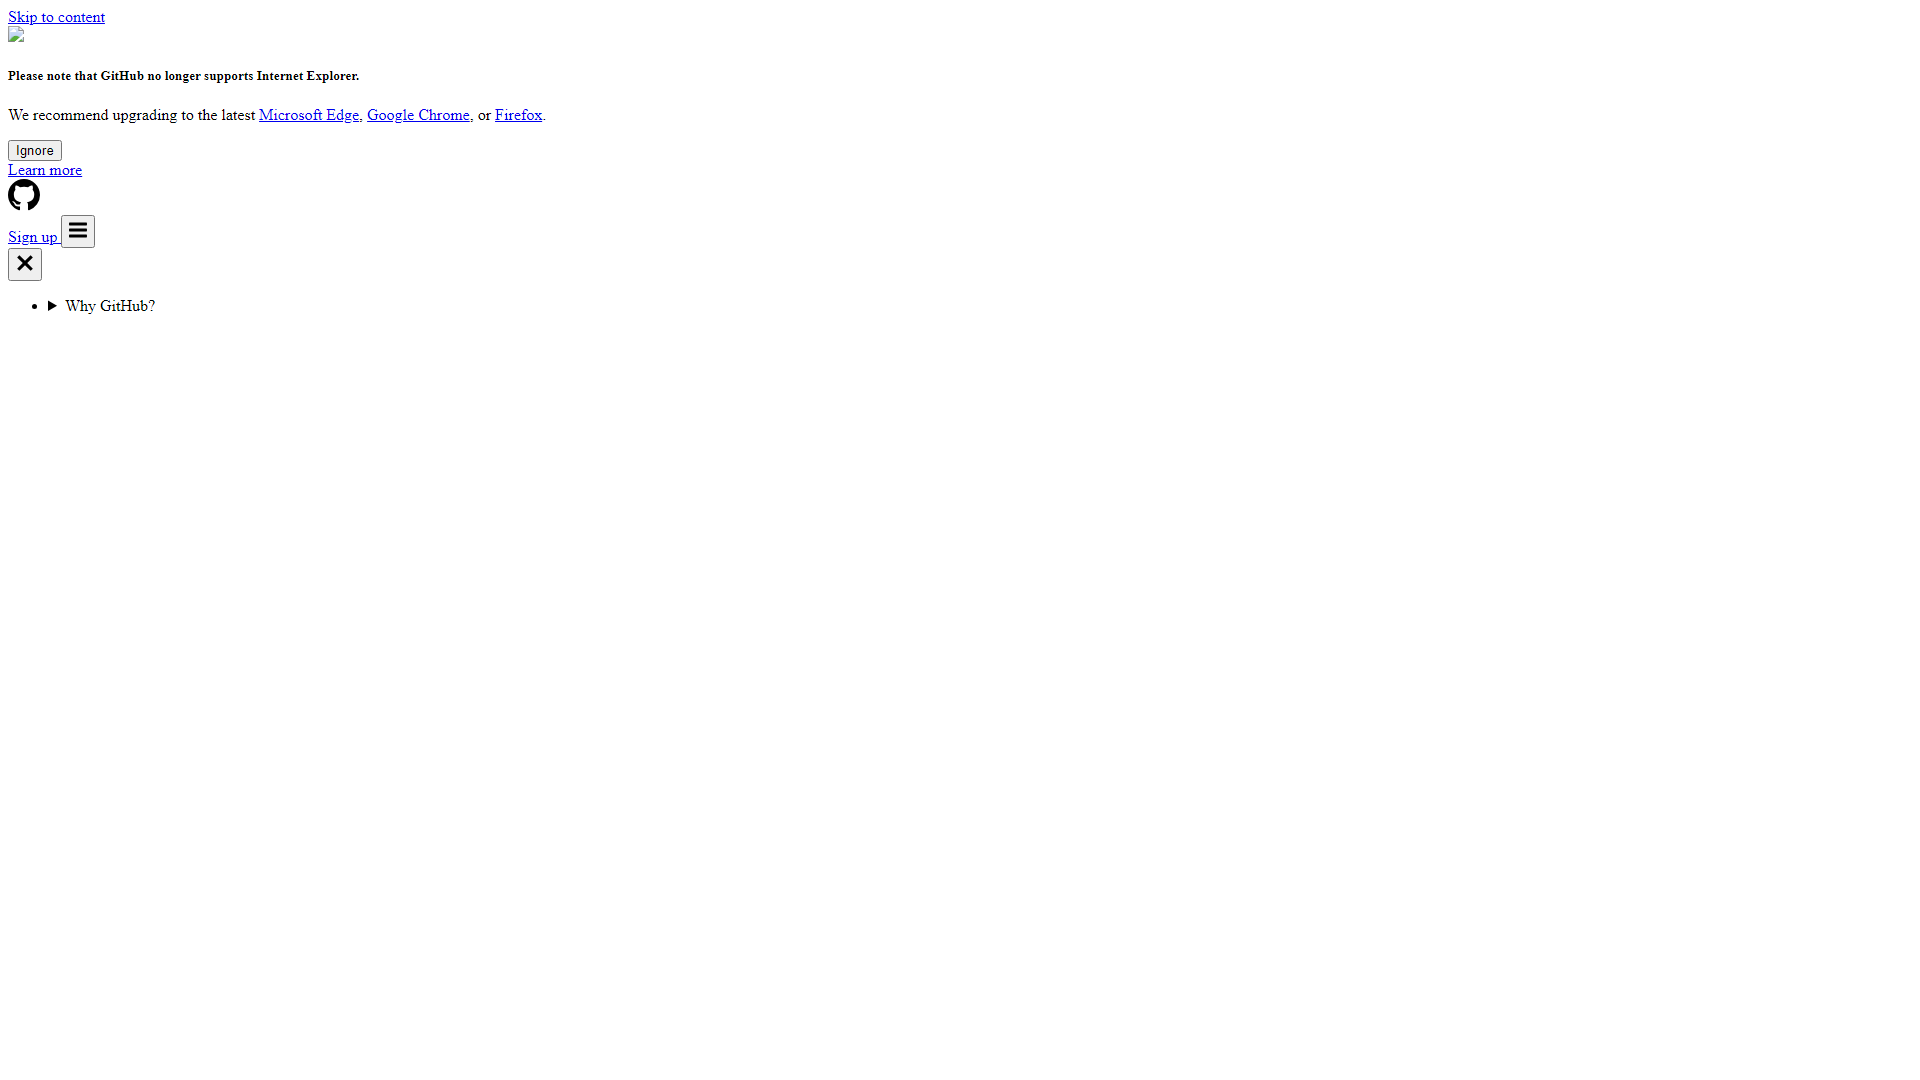 Skip to content
Please note that GitHub no longer supports Internet Explorer.
We recommend upgrading to the latest Microsoft Edge, Google Chrome, or Firefox.
Ignore
Learn more
Sign up
Why GitHub?